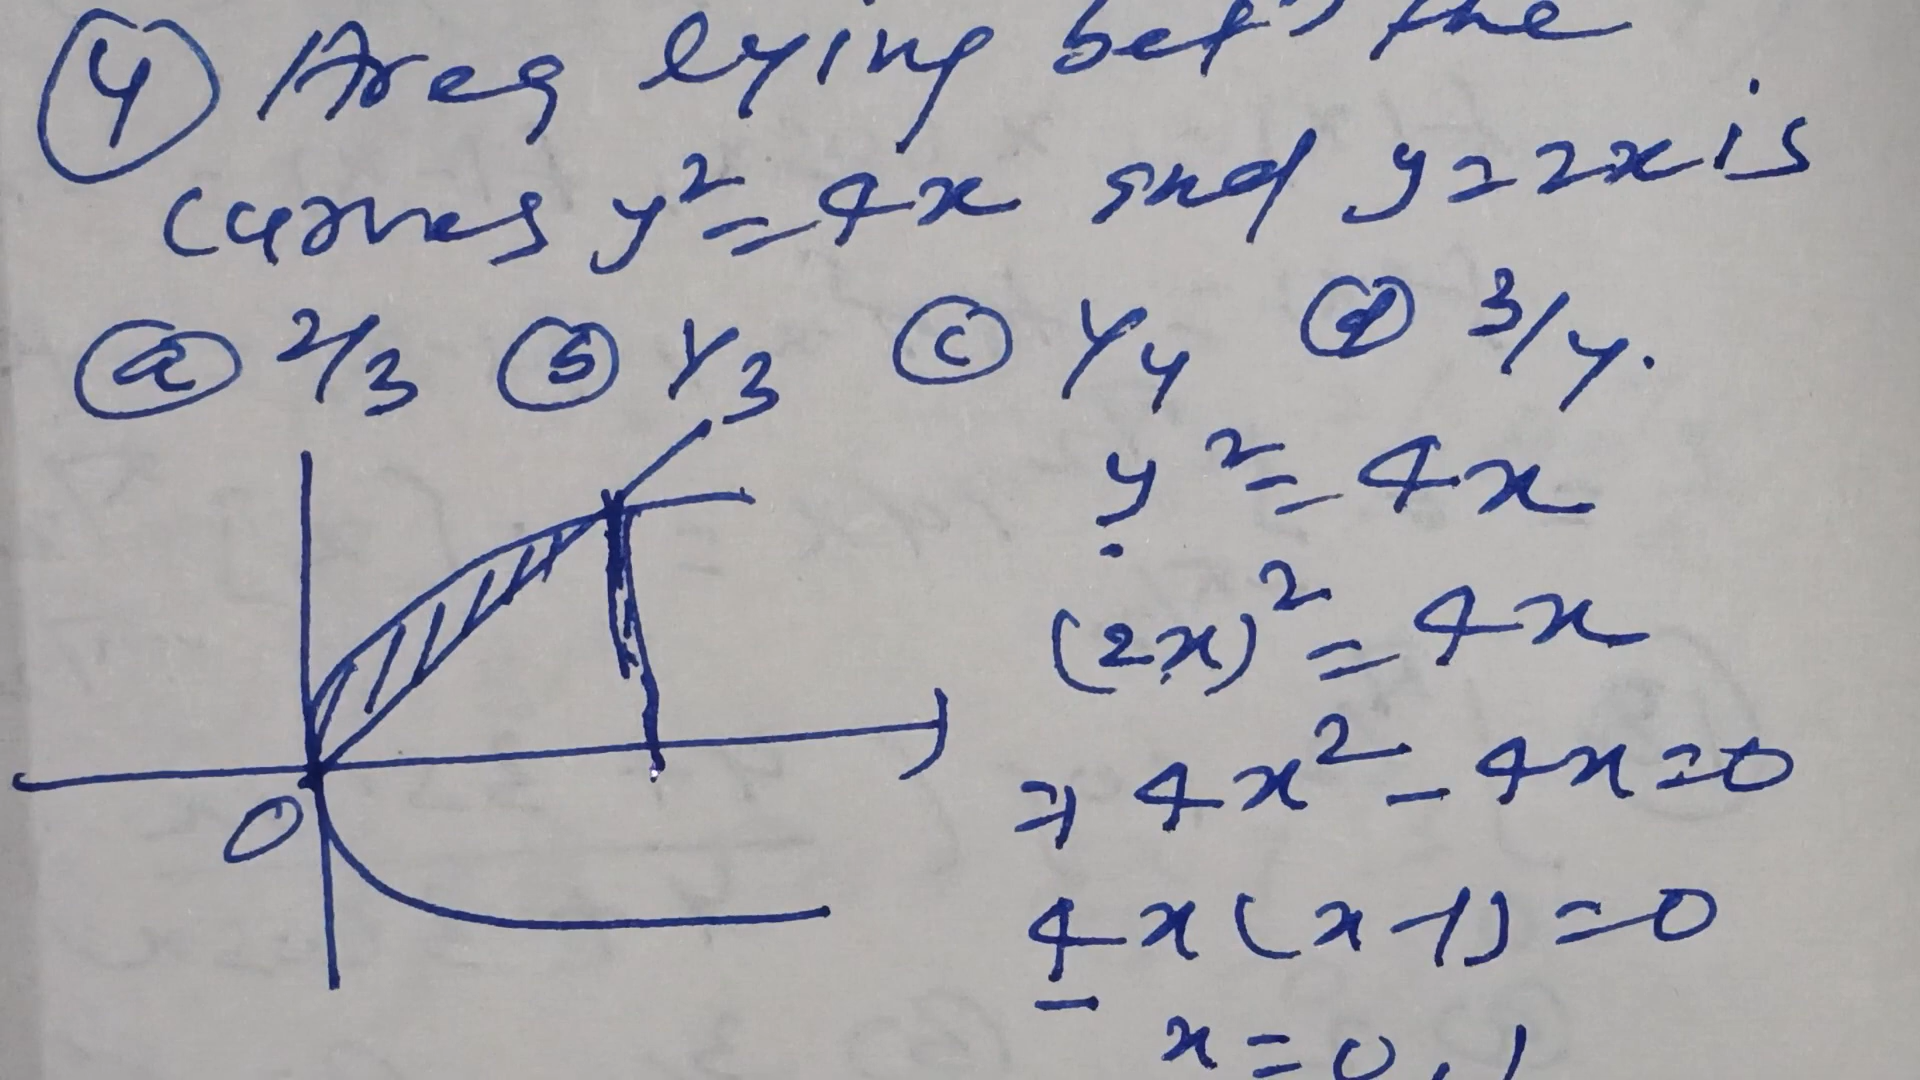 ④ Area lying betⁿ the
curves y² = 4x and y = 2x is
ⓐ 2/3 ⓑ 1/3 ⓒ 1/4 ⓓ 3/4.
y² = 4x
(2x)² = 4x
⇒ 4x² - 4x = 0
4x(x-1) = 0
x = 0, 1
O